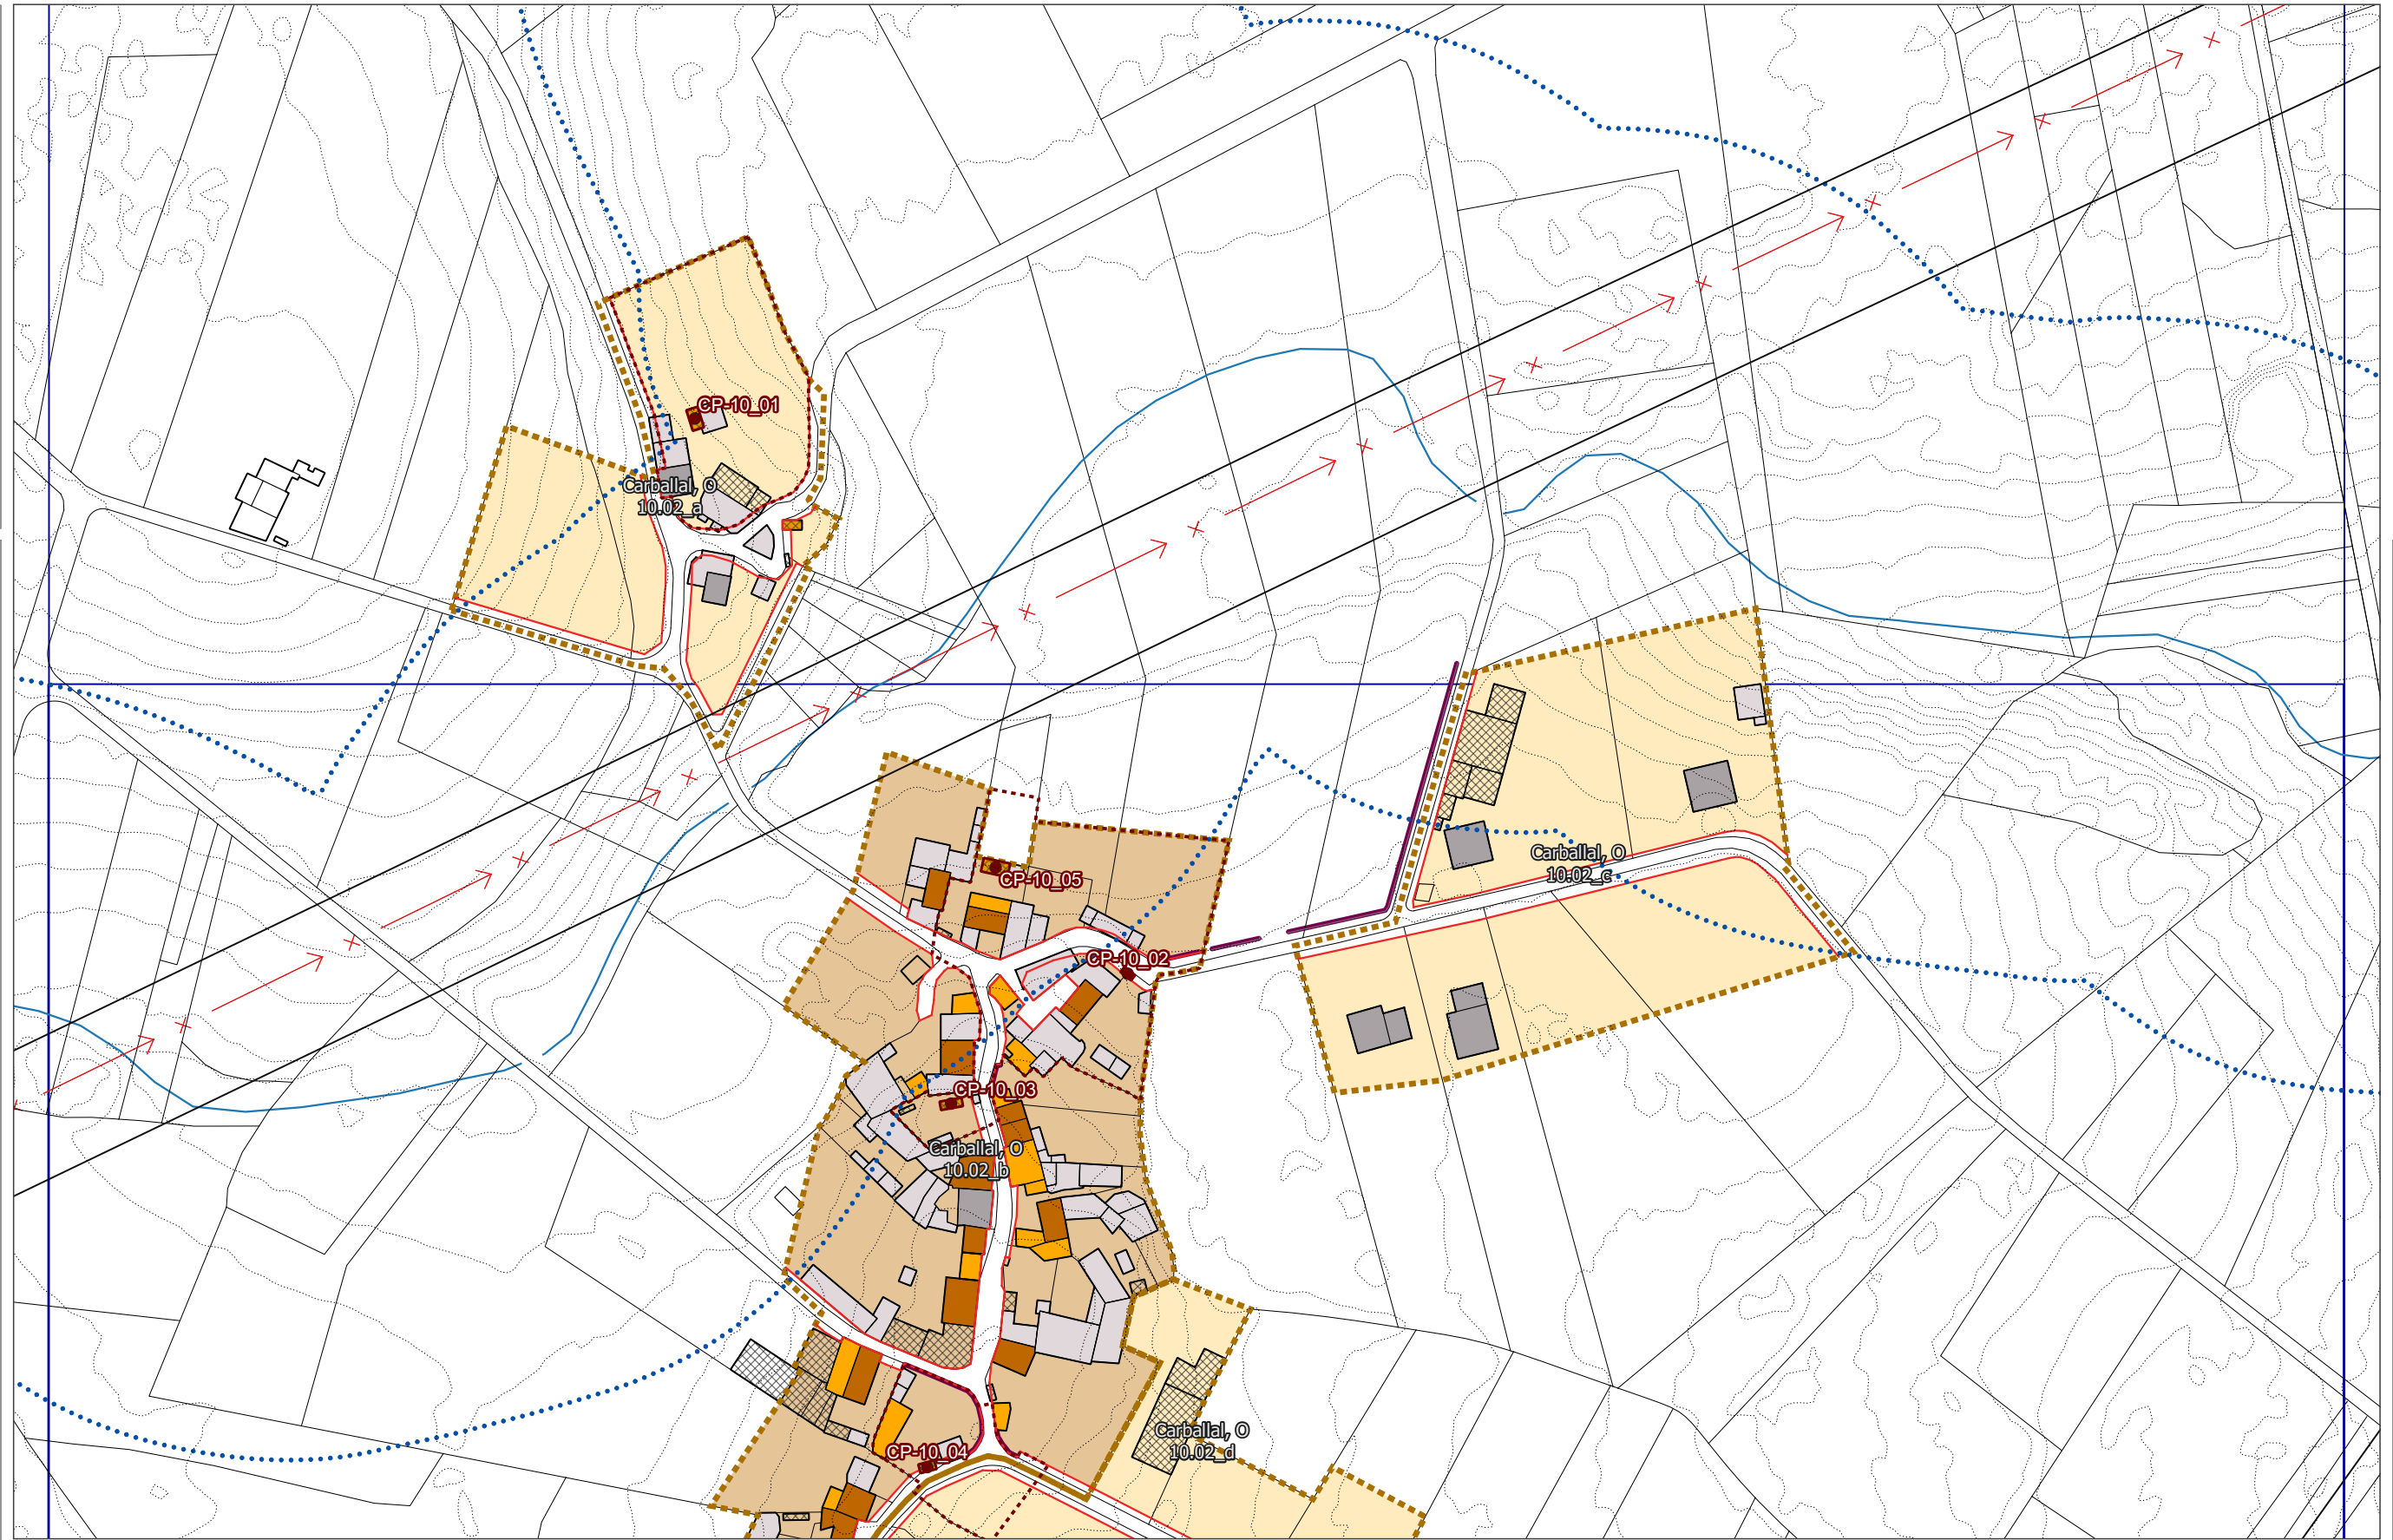 CP-10_01
Carballal, O
10.02_a
Carballal, O
10.02_c
CP-10_05
CP-10_02
CP-10_03
Carballal, O
10.02_b
Carballal, O
10.02_d
CP-10_04